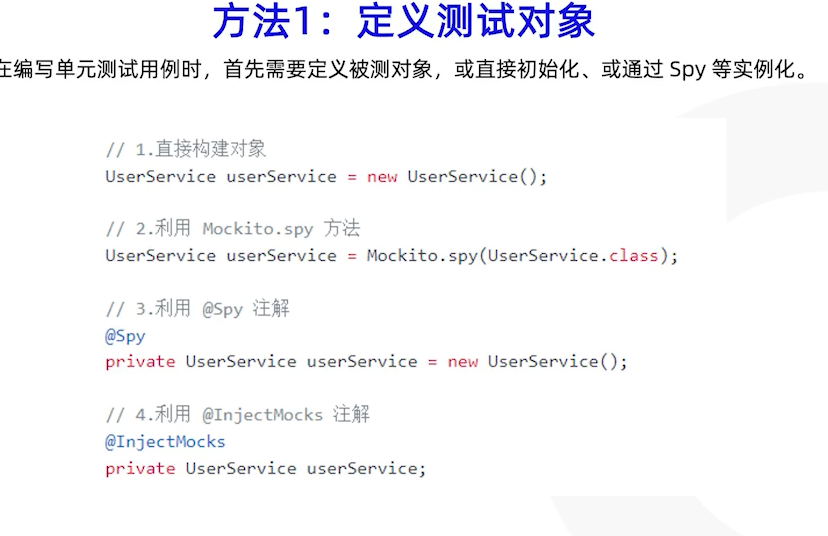 方法1：定义测试对象
在编写单元测试用例时，首先需要定义被测对象，或直接初始化、或通过 Spy 等实例化。
// 1.直接构建对象
UserService userService = new UserService();
// 2.利用 Mockito.spy 方法
UserService userService = Mockito.spy(UserService.class);
// 3.利用 @Spy 注解
@Spy
private UserService userService = new UserService();
// 4.利用 @InjectMocks 注解
@InjectMocks
private UserService userService;